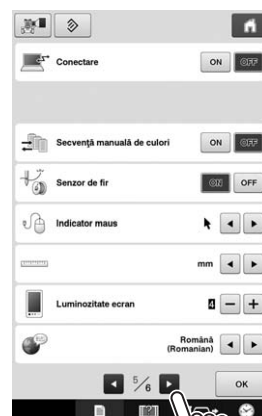 Conectare ON OFF
Secvenţă manuală de culori ON OFF
Senzor de fir ON OFF
Indicator maus
mm
Luminozitate ecran 4
Română
(Romanian)
5/6 OK